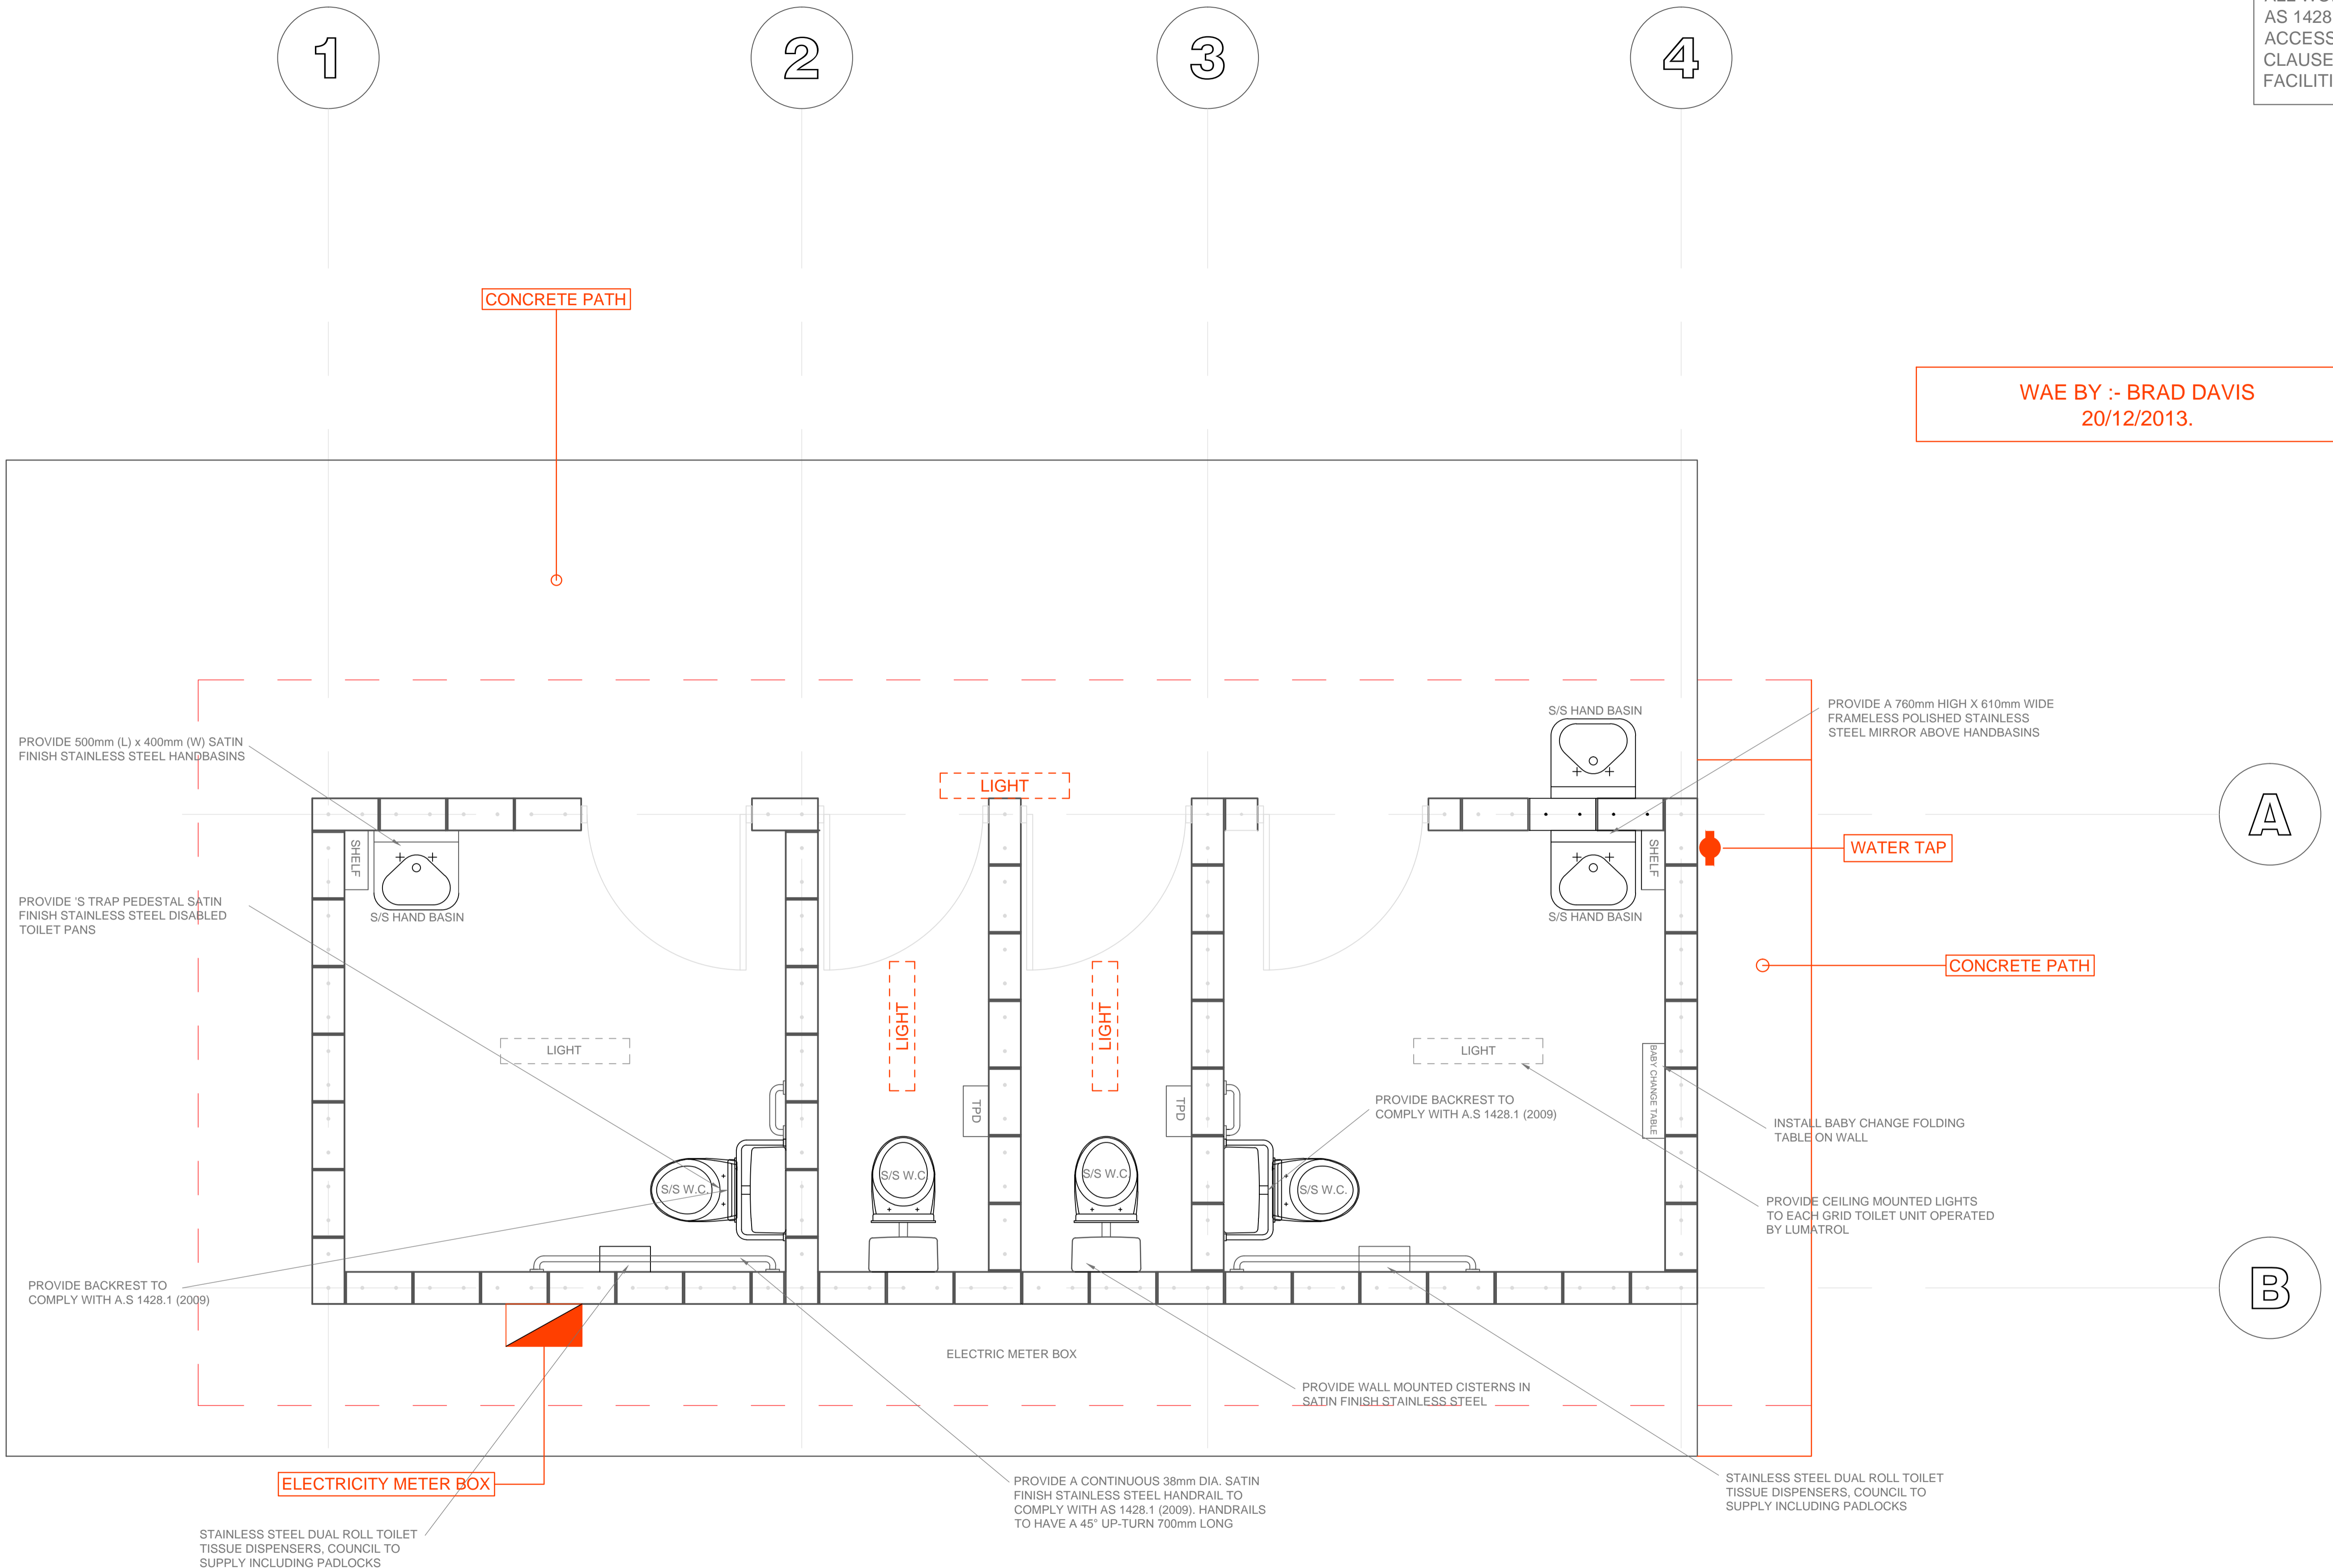 1
2
3
4
AS 1428
FACILITI
CONCRETE PATH
WAE BY :- BRAD DAVIS
20/12/2013.
PROVIDE 500mm (L) x 400mm (W) SATIN
FINISH STAINLESS STEEL HANDBASINS
S/S HAND BASIN
PROVIDE A 760mm HIGH X 610mm WIDE
FRAMELESS POLISHED STAINLESS
STEEL MIRROR ABOVE HANDBASINS
LIGHT
A
SHELF
S/S HAND BASIN
SHELF
S/S HAND BASIN
WATER TAP
PROVIDE 'S TRAP PEDESTAL SATIN
FINISH STAINLESS STEEL DISABLED
TOILET PANS
CONCRETE PATH
LIGHT
LIGHT
LIGHT
LIGHT
BABY CHANGE TABLE
TPD
TPD
PROVIDE BACKREST TO
COMPLY WITH A.S 1428.1 (2009)
INSTALL BABY CHANGE FOLDING
TABLE ON WALL
S/S W.C.
S/S W.C
S/S W.C
S/S W.C.
PROVIDE CEILING MOUNTED LIGHTS
TO EACH GRID TOILET UNIT OPERATED
BY LUMATROL
PROVIDE BACKREST TO
COMPLY WITH A.S 1428.1 (2009)
B
ELECTRIC METER BOX
PROVIDE WALL MOUNTED CISTERNS IN
SATIN FINISH STAINLESS STEEL
ELECTRICITY METER BOX
PROVIDE A CONTINUOUS 38mm DIA. SATIN
FINISH STAINLESS STEEL HANDRAIL TO
COMPLY WITH AS 1428.1 (2009). HANDRAILS
TO HAVE A 45° UP-TURN 700mm LONG
STAINLESS STEEL DUAL ROLL TOILET
TISSUE DISPENSERS, COUNCIL TO
SUPPLY INCLUDING PADLOCKS
STAINLESS STEEL DUAL ROLL TOILET
TISSUE DISPENSERS, COUNCIL TO
SUPPLY INCLUDING PADLOCKS